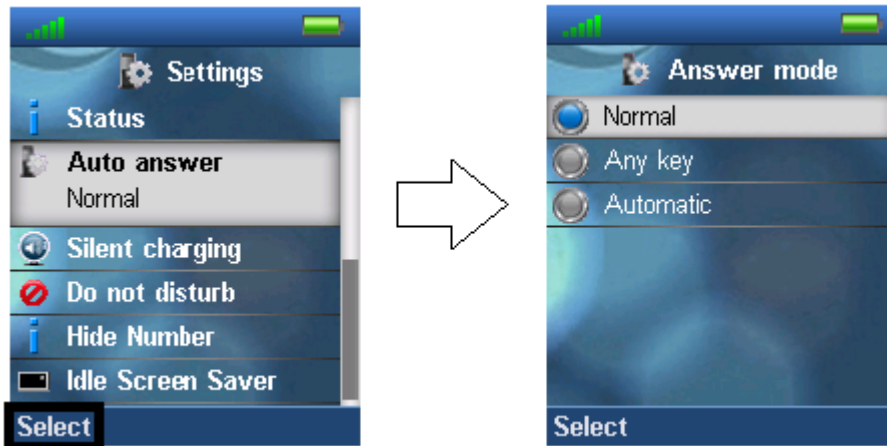 Settings
Status
Auto answer
Normal
Silent charging
Do not disturb
Hide Number
Idle Screen Saver
Select
Answer mode
Normal
Any key
Automatic
Select